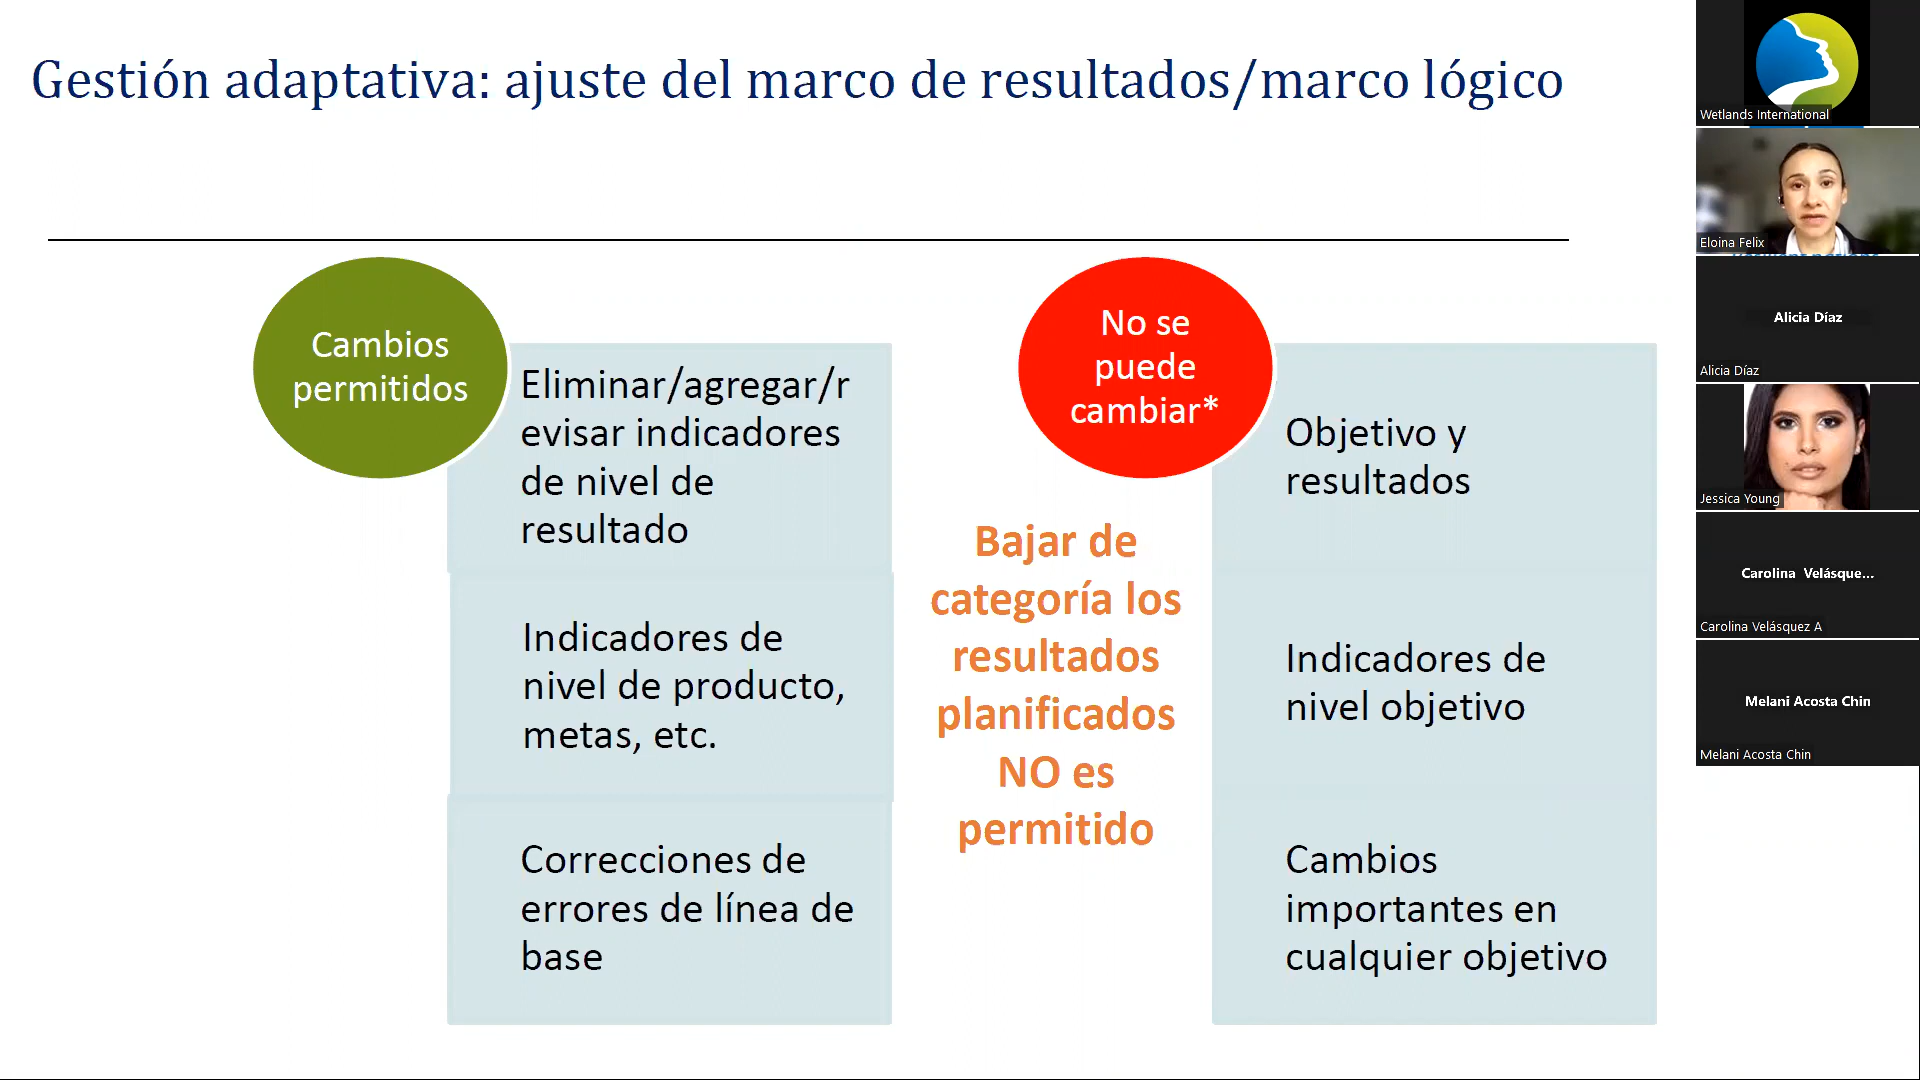 Gestión adaptativa: ajuste del marco de resultados/marco lógico
Cambios
permitidos
Eliminar/agregar/r
evisar indicadores
de nivel de
resultado
Indicadores de
nivel de producto,
metas, etc.
Correcciones de
errores de línea de
base
Bajar de
categoría los
resultados
planificados
NO es
permitido
No se
puede
cambiar*
Objetivo y
resultados
Indicadores de
nivel objetivo
Cambios
importantes en
cualquier objetivo
Wetlands International
Eloina Felix
Alicia Díaz
Alicia Díaz
Jessica Young
Carolina Velásque...
Carolina Velásquez A
Melani Acosta Chin
Melani Acosta Chin